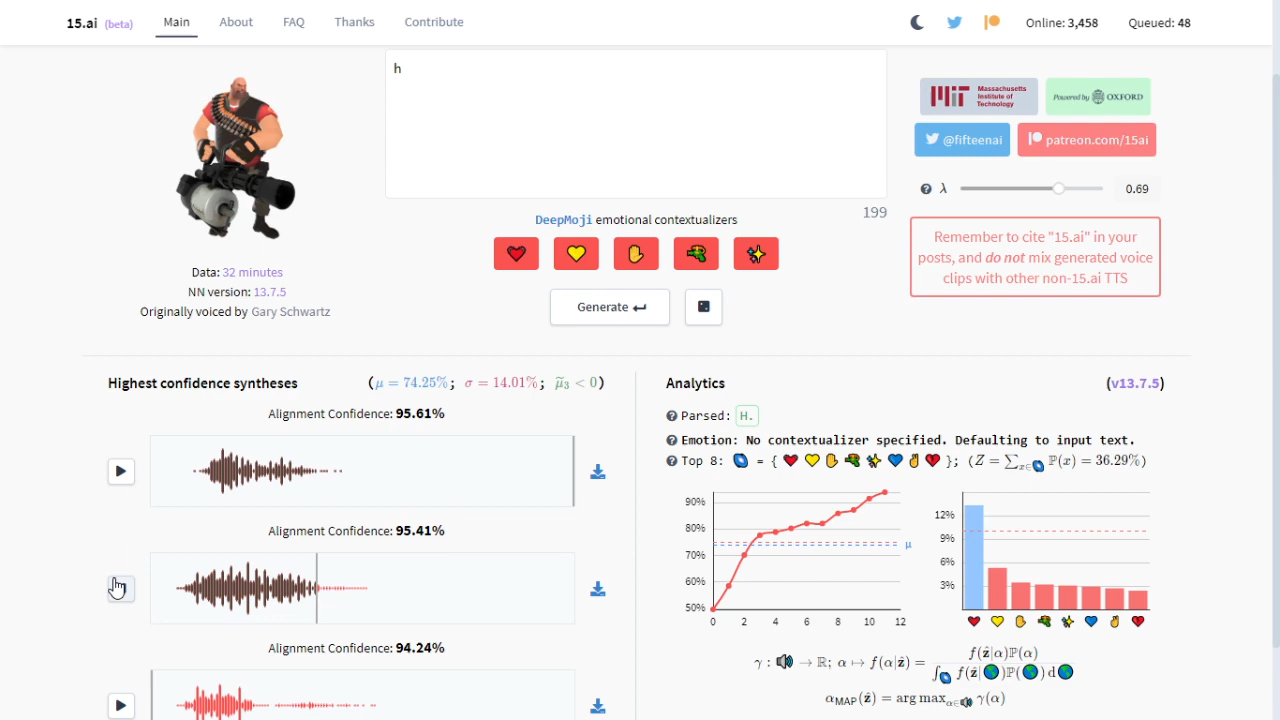 15.ai (beta) Main About FAQ Thanks Contribute Online: 3,458 Queued: 48
h
199
Data: 32 minutes
NN version: 13.7.5
Originally voiced by Gary Schwartz
DeepMoji emotional contextualizers
Generate
Massachusetts
Institute of
Technology
Powered by OXFORD
@fifteenai
patreon.com/15ai
λ 0.69
Remember to cite "15.ai" in your
posts, and do not mix generated voice
clips with other non-15.ai TTS
Highest confidence syntheses (μ = 74.25%; σ = 14.01%; μ̃₃ < 0)
Alignment Confidence: 95.61%
Alignment Confidence: 95.41%
Alignment Confidence: 94.24%
Analytics (v13.7.5)
Parsed: H.
Emotion: No contextualizer specified. Defaulting to input text.
Top 8: 🌌 = { ❤️ 💛 ✋ 🔫 ✨ 💙 ✌️ 💔 }; (Z = ∑x∈🌌 ℙ(x) = 36.29%)
90%
80%
70%
60%
50%
0 2 4 6 8 10 12
μ
12%
9%
6%
3%
γ : 🔊 → ℝ; α ↦ f(α|ẑ) = f(ẑ|α)ℙ(α) / ∫🌌 f(ẑ|🌎)ℙ(🌎) d🌎
αMAP(ẑ) = arg maxα∈🔊 γ(α)